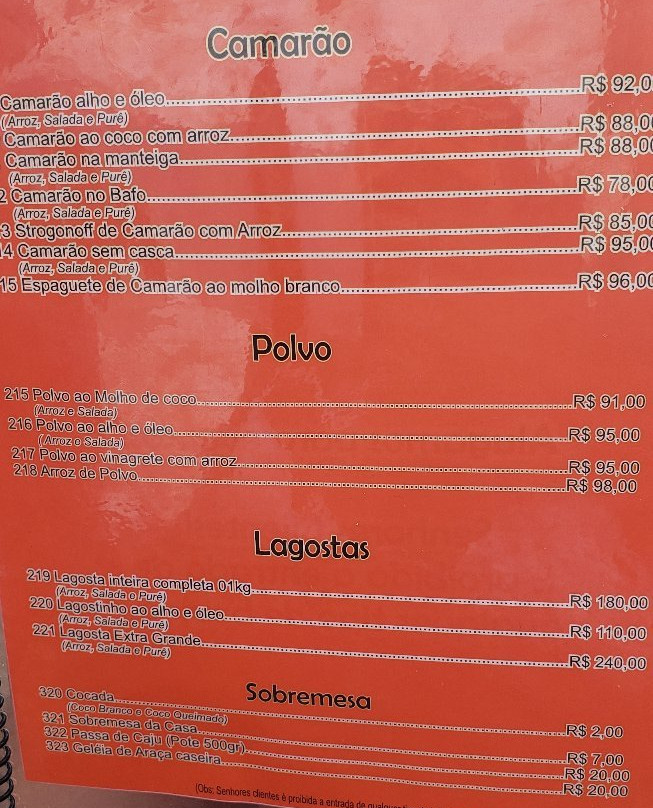 Camarão
Camarão alho e óleo R$ 92,0
(Arroz, Salada e Purê)
Camarão ao coco com arroz R$ 88,00
Camarão na manteiga R$ 88,00
(Arroz, Salada e Purê)
2 Camarão no Bafo R$ 78,00
(Arroz, Salada e Purê)
3 Strogonoff de Camarão com Arroz R$ 85,00
14 Camarão sem casca R$ 95,00
(Arroz, Salada e Purê)
15 Espaguete de Camarão ao molho branco R$ 96,00
Polvo
215 Polvo ao Molho de coco R$ 91,00
(Arroz e Salada)
216 Polvo ao alho e óleo R$ 95,00
(Arroz e Salada)
217 Polvo ao vinagrete com arroz R$ 95,00
218 Arroz de Polvo R$ 98,00
Lagostas
219 Lagosta inteira completa 01kg R$ 180,00
(Arroz, Salada e Purê)
220 Lagostinho ao alho e óleo R$ 110,00
(Arroz, Salada e Purê)
221 Lagosta Extra Grande R$ 240,00
(Arroz, Salada e Purê)
Sobremesa
320 Cocada R$ 2,00
(Coco Branco e Coco Queimado)
321 Sobremesa da Casa R$ 7,00
322 Passa de Caju (Pote 500gr) R$ 20,00
323 Geléia de Araça caseira R$ 20,00
(Obs: Senhores clientes é proibida a entrada de